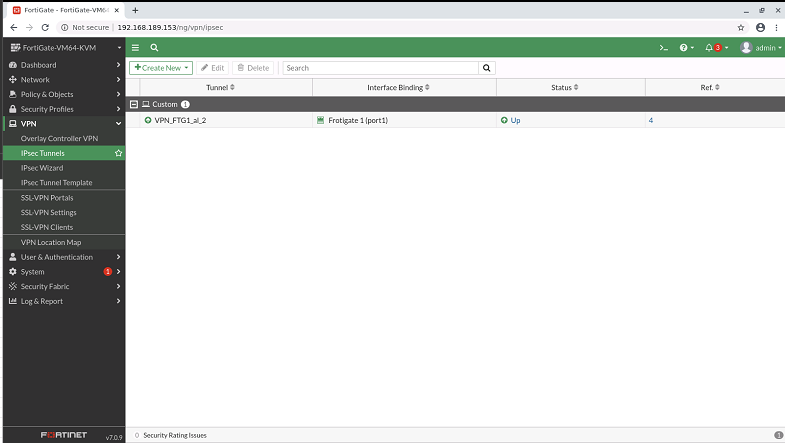 FortiGate - FortiGate-VM64-K
Not secure | 192.168.189.153/ng/vpn/ipsec
FortiGate-VM64-KVM
3 admin
Dashboard
Network
Policy & Objects
Security Profiles
VPN
Overlay Controller VPN
IPsec Tunnels
IPsec Wizard
IPsec Tunnel Template
SSL-VPN Portals
SSL-VPN Settings
SSL-VPN Clients
VPN Location Map
User & Authentication
System 1
Security Fabric
Log & Report
FORTINET v7.0.9
+Create New Edit Delete Search
Tunnel Interface Binding Status Ref.
Custom 1
VPN_FTG1_al_2 Frotigate 1 (port1) Up 4
0 Security Rating Issues 1